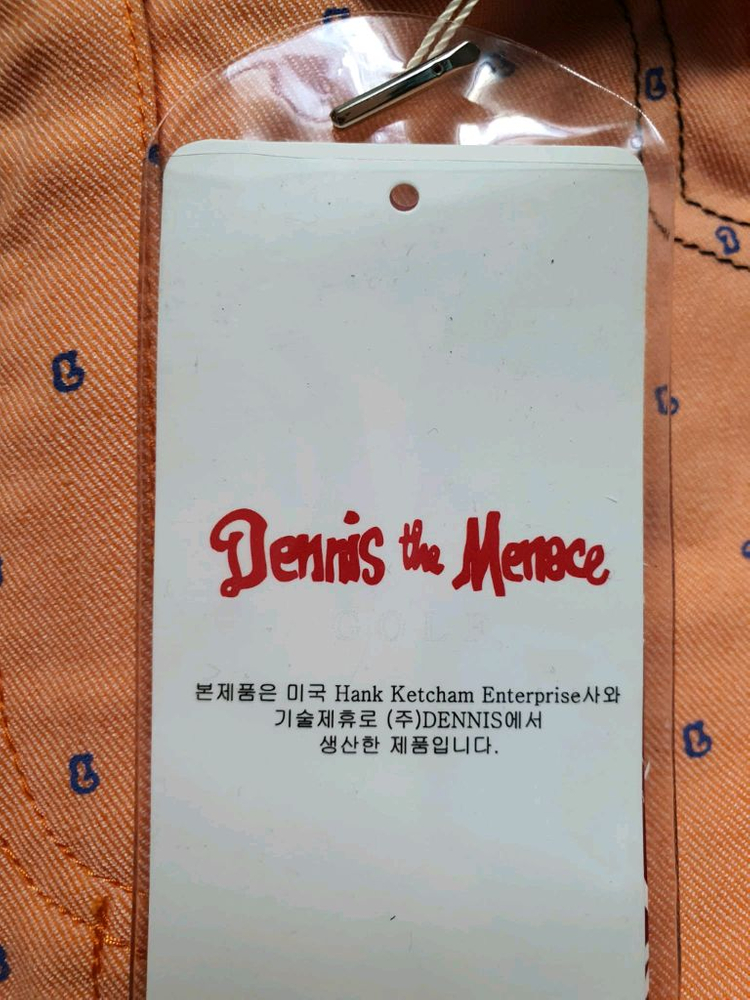 Dennis the Menace
GOLF
본제품은 미국 Hank Ketcham Enterprise사와
기술제휴로 (주)DENNIS에서
생산한 제품입니다.